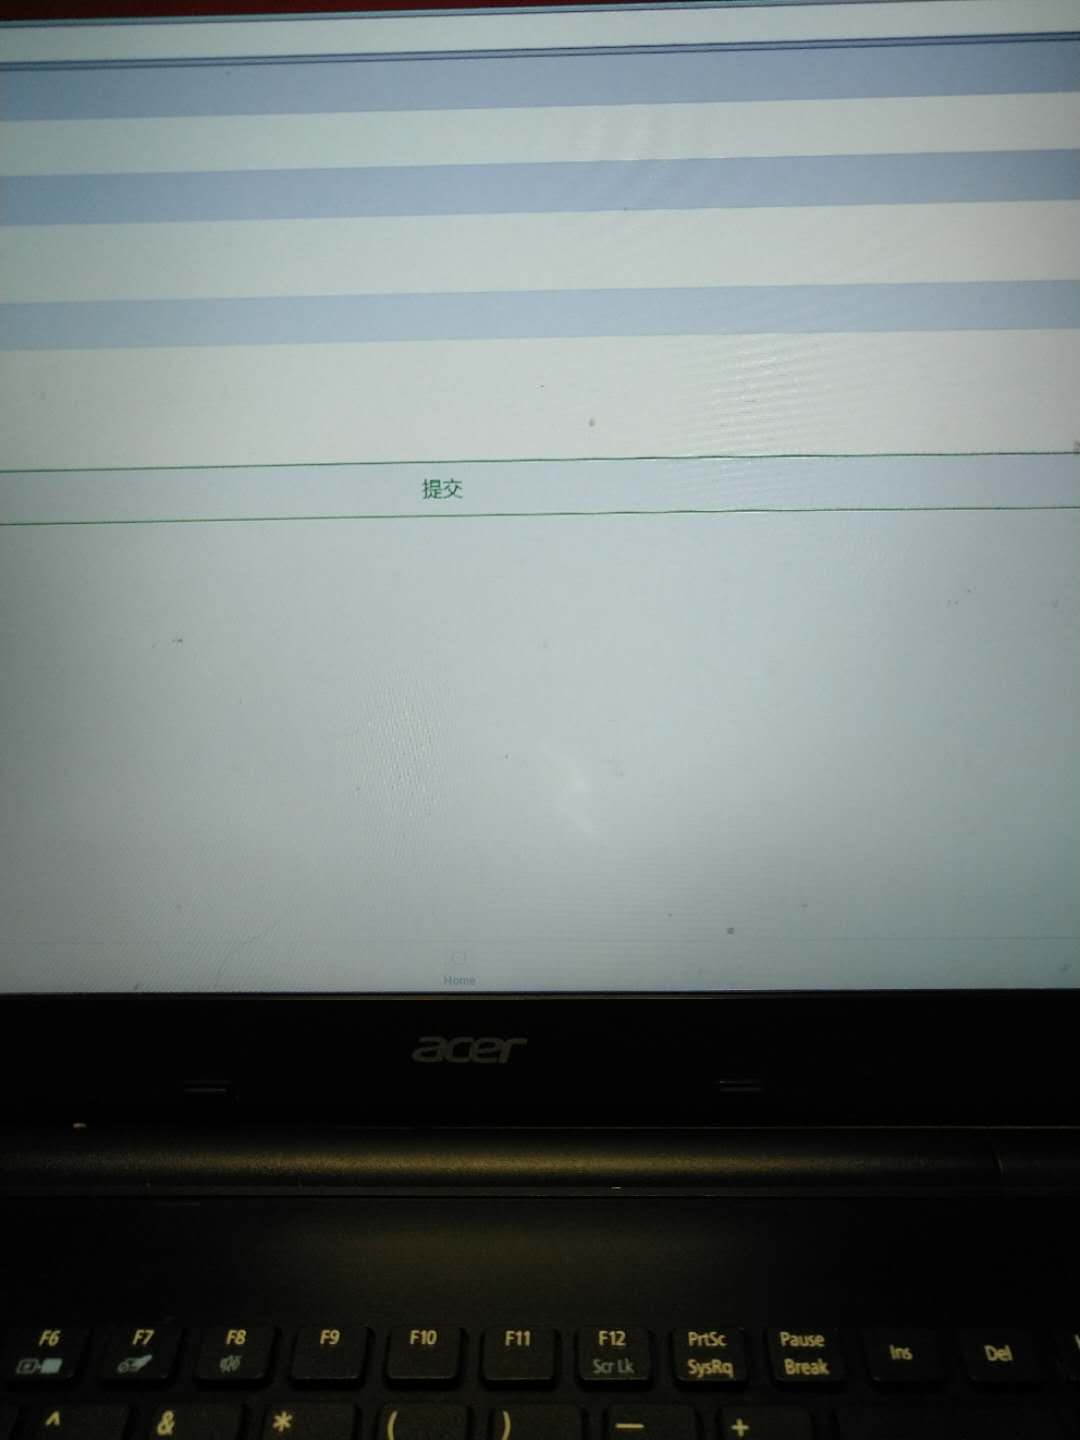 提交
Home
acer
F6 F7 F8 F9 F10 F11 F12 PrtSc Pause
Scr Lk SysRq Break Ins Del
^ & * ( ) — +